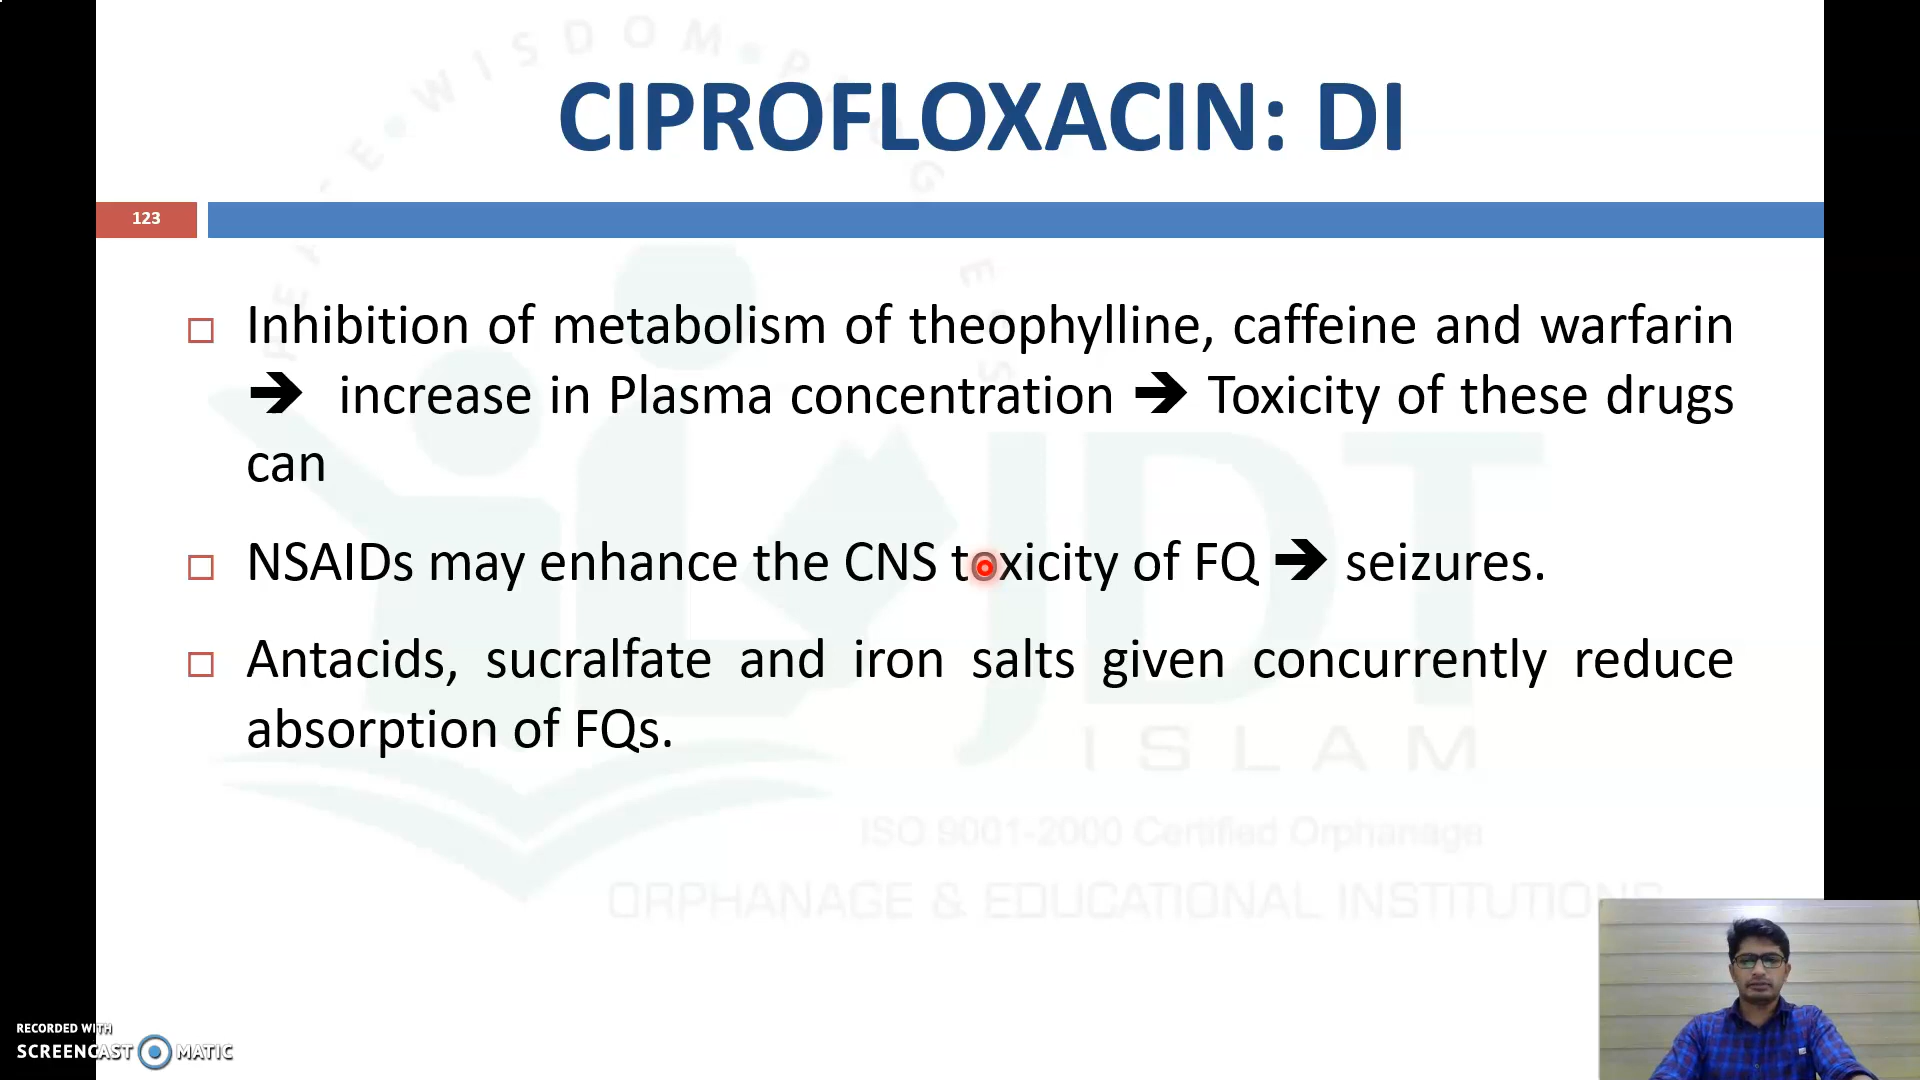 CIPROFLOXACIN: DI
123
Inhibition of metabolism of theophylline, caffeine and warfarin
➔ increase in Plasma concentration ➔ Toxicity of these drugs
can
NSAIDs may enhance the CNS toxicity of FQ ➔ seizures.
Antacids, sucralfate and iron salts given concurrently reduce
absorption of FQs.
WISDOM
JDT
ISLAM
ISO 9001-2000 Certified Orphanage
ORPHANAGE & EDUCATIONAL INSTITUTIONS
RECORDED WITH
SCREENCAST MATIC